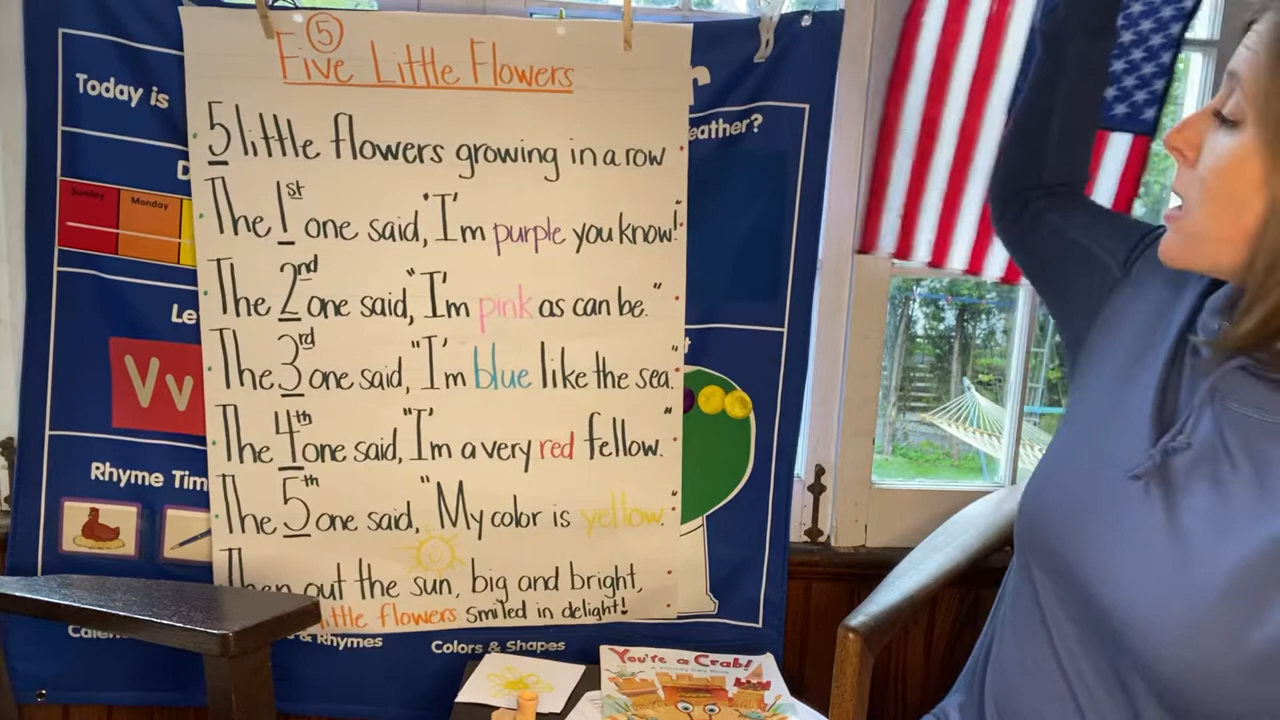 5
Five Little Flowers
5 little flowers growing in a row
The 1st one said, "I'm purple you know!"
The 2nd one said, "I'm pink as can be."
The 3rd one said, "I'm blue like the sea."
The 4th one said, "I'm a very red fellow."
The 5th one said, "My color is yellow."
Then out the sun, big and bright,
little flowers smiled in delight!
Today is
eather?
D
Sunday
Monday
Le
Vv
Rhyme Tim
& Rhymes
Colors & Shapes
You're a Crab!